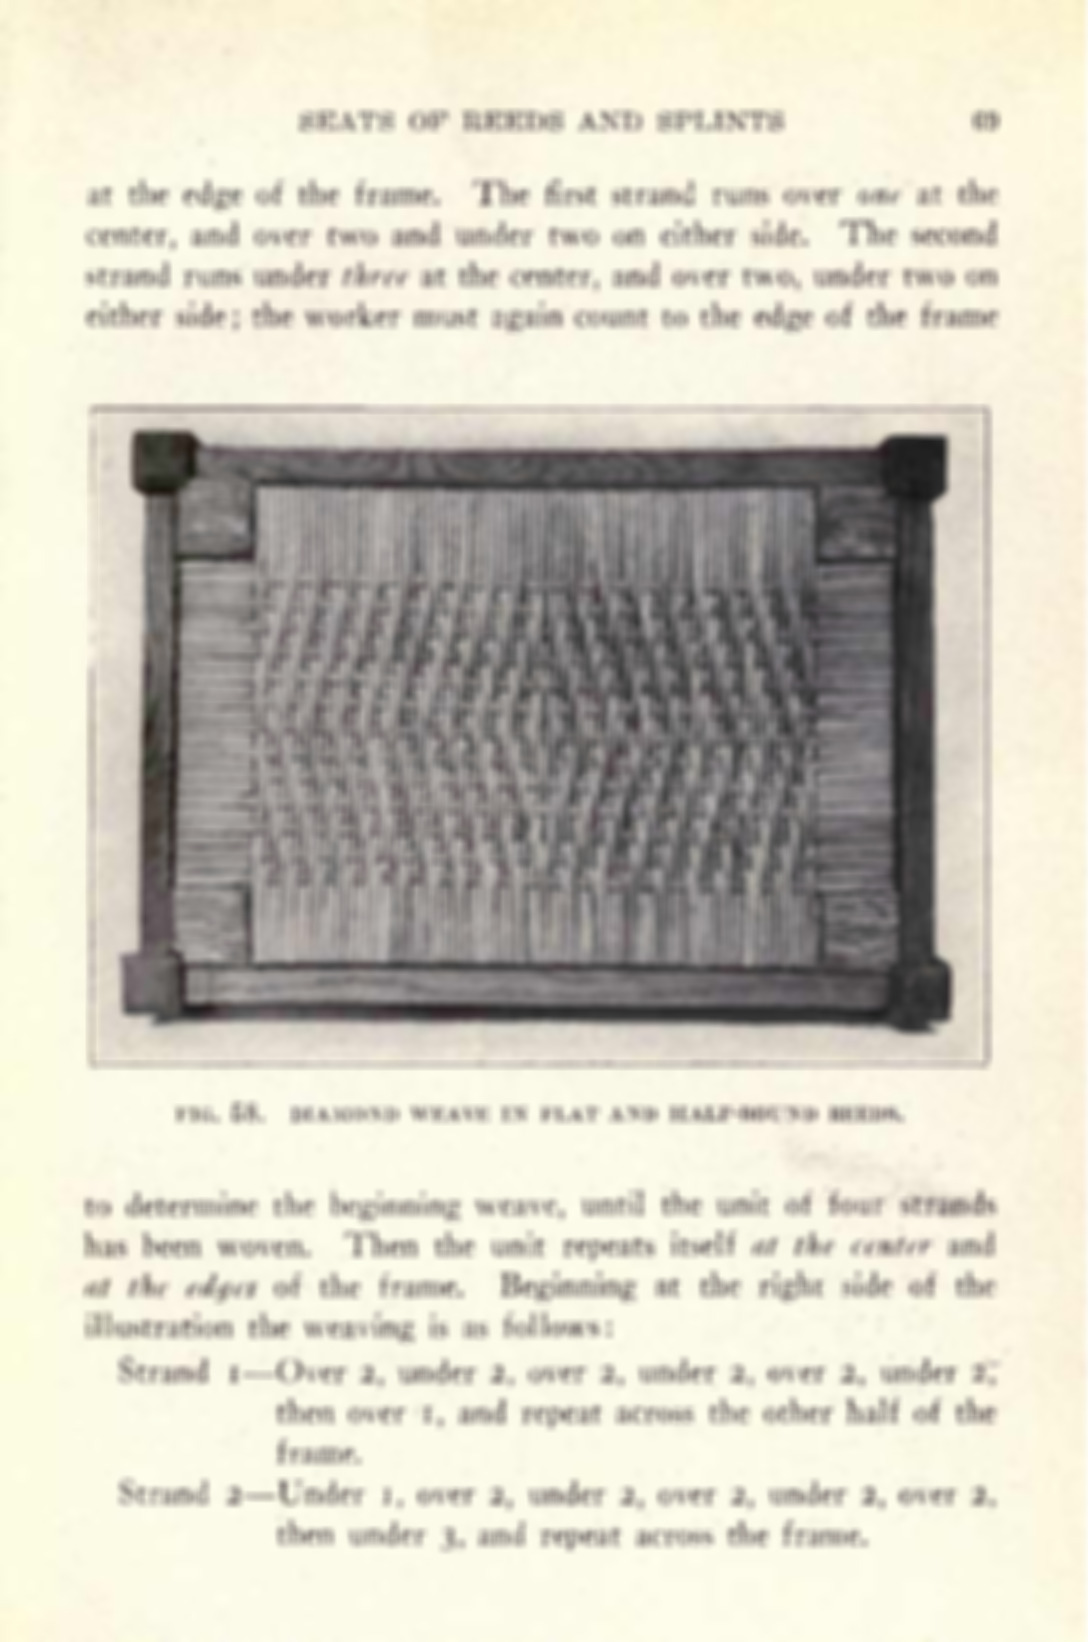 SEATS OF REEDS AND SPLINTS 69
at the edge of the frame. The first strand runs over one at the
center, and over two and under two on either side. The second
strand runs under three at the center, and over two, under two on
either side; the worker must again count to the edge of the frame
FIG. 58. DIAMOND WEAVE IN FLAT AND HALF-ROUND REEDS.
to determine the beginning weave, until the unit of four strands
has been woven. Then the unit repeats itself at the center and
at the edges of the frame. Beginning at the right side of the
illustration the weaving is as follows:
Strand 1—Over 2, under 2, over 2, under 2, over 2, under 2,
then over 1, and repeat across the other half of the
frame.
Strand 2—Under 1, over 2, under 2, over 2, under 2, over 2,
then under 3, and repeat across the frame.